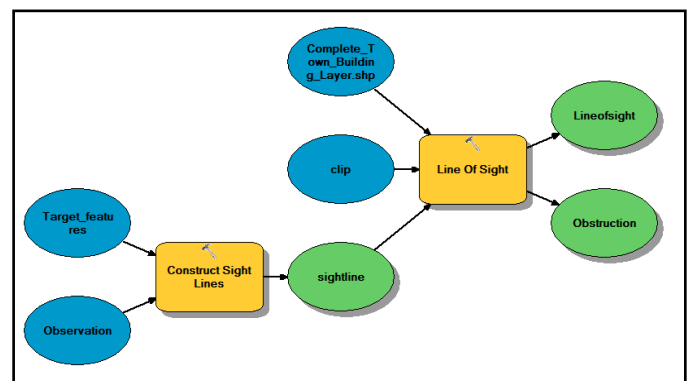 Complete_T
own_Buildin
g_Layer.shp
Lineofsight
clip
Line Of Sight
Target_featu
res
Obstruction
Construct Sight
Lines
sightline
Observation